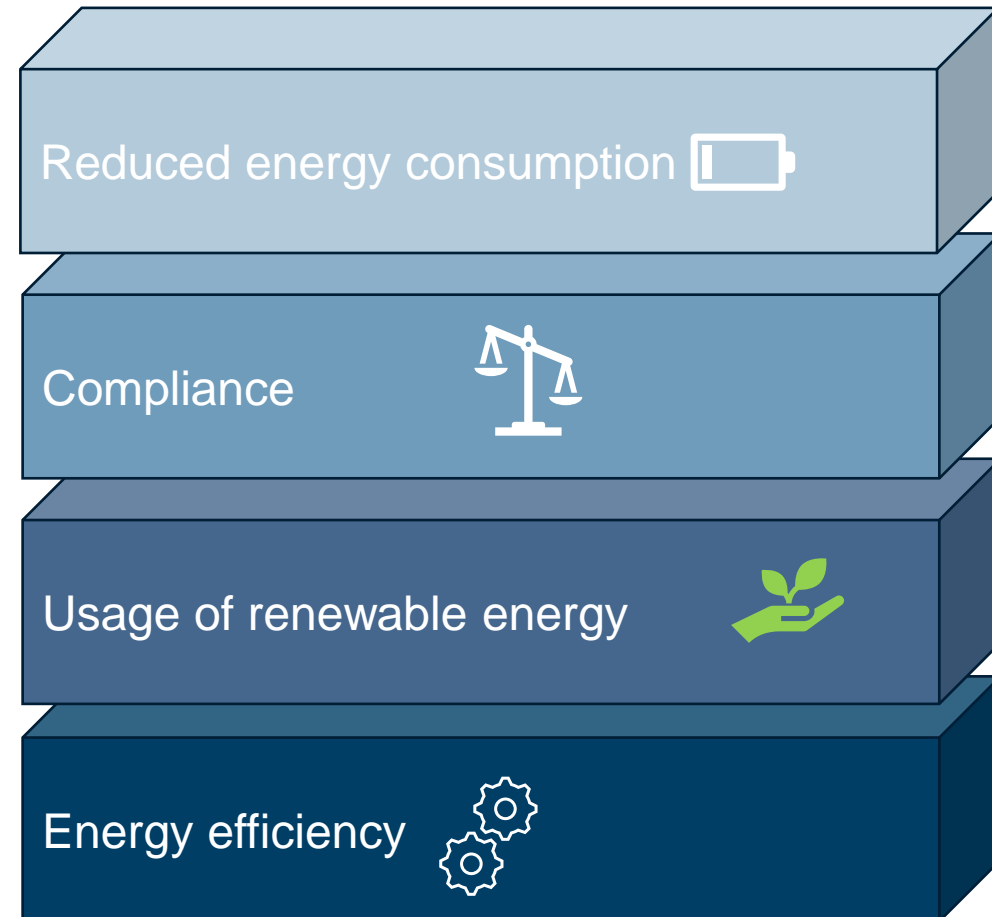 Reduced energy consumption
Compliance
Usage of renewable energy
Energy efficiency